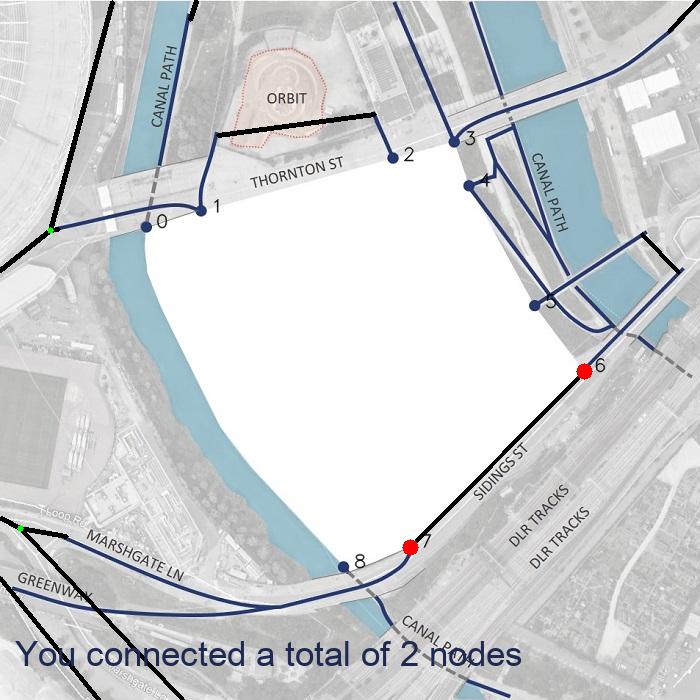 CANAL PATH
ORBIT
3
2
THORNTON ST
4
CANAL PATH
1
0
5
6
SIDINGS ST
7
DLR TRACKS
DLR TRACKS
MARSHGATE LN
8
GREENWAY
CANAL PATH
You connected a total of 2 nodes